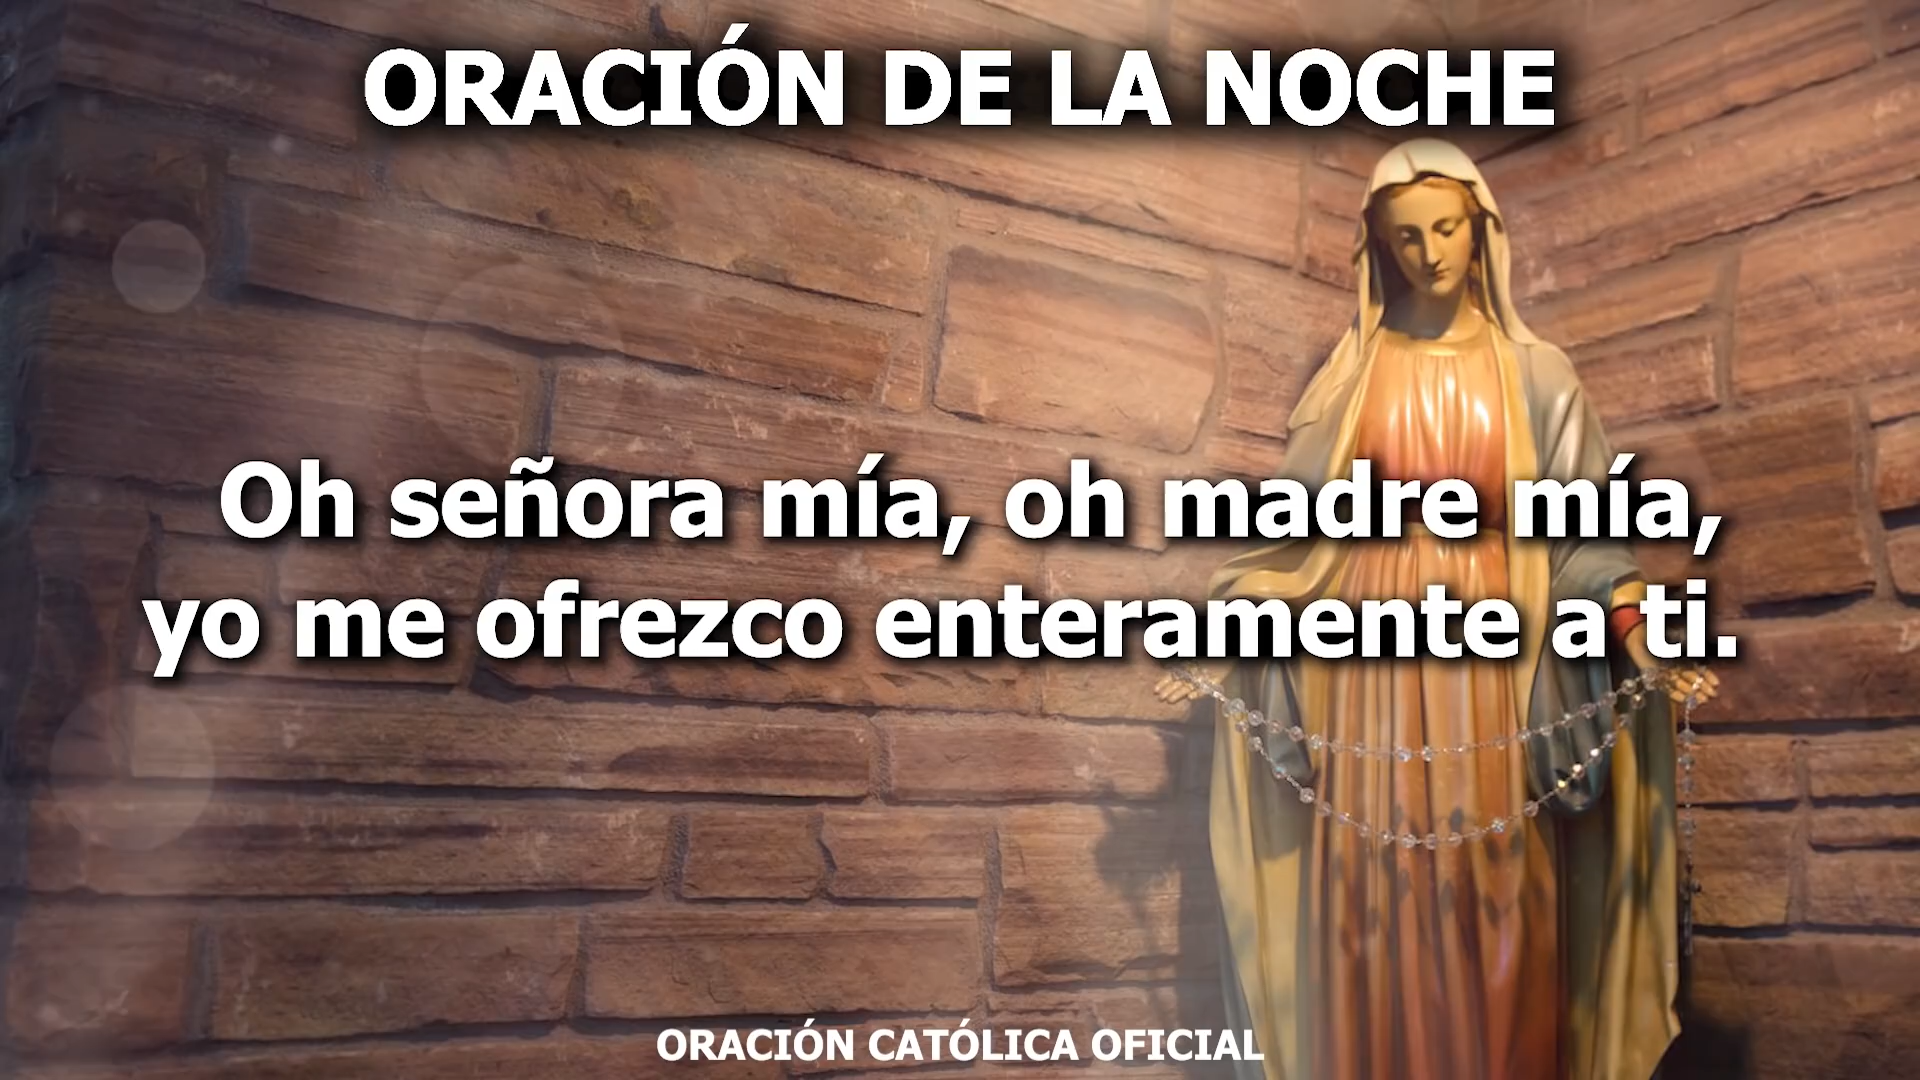 ORACIÓN DE LA NOCHE
Oh señora mía, oh madre mía,
yo me ofrezco enteramente a ti.
ORACIÓN CATÓLICA OFICIAL